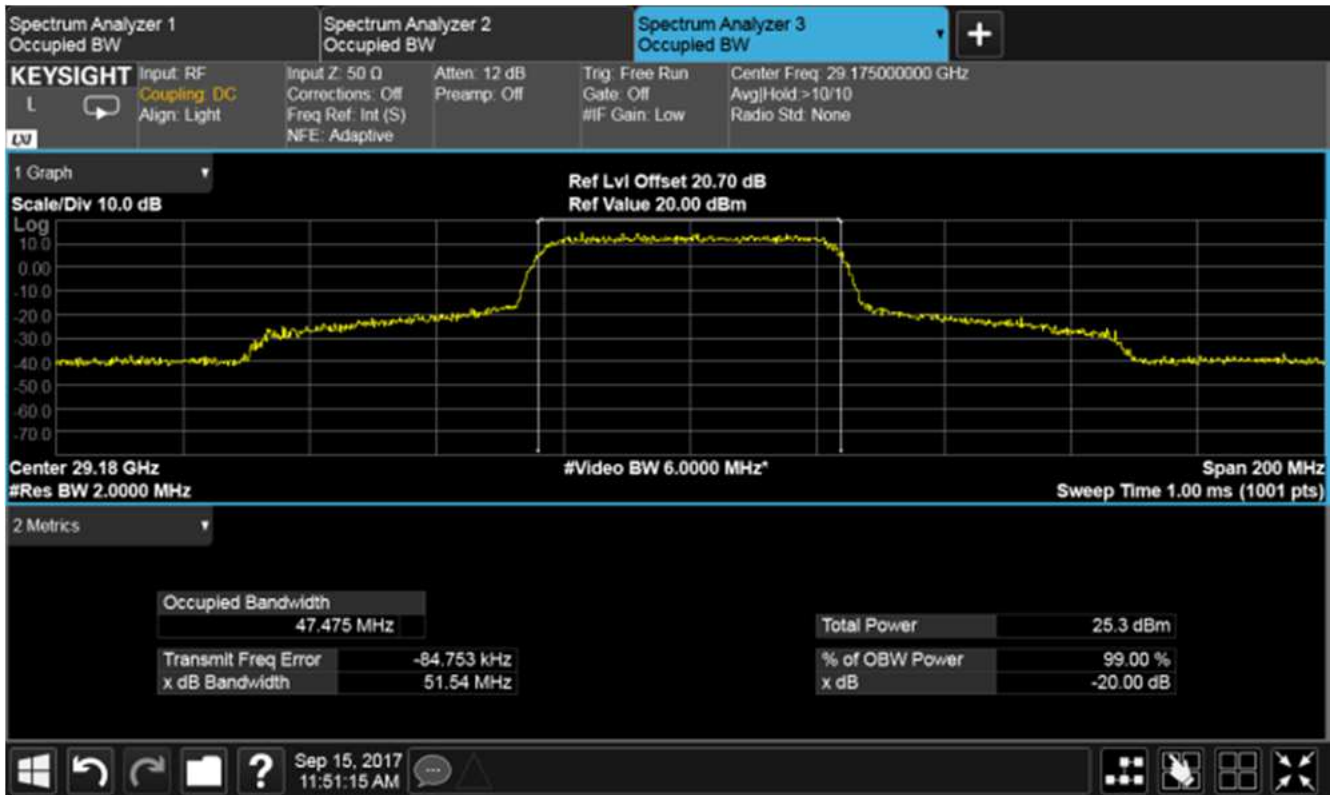 Spectrum Analyzer 1
Occupied BW
Spectrum Analyzer 2
Occupied BW
Spectrum Analyzer 3
Occupied BW
KEYSIGHT
L
LXI
Input: RF
Coupling: DC
Align: Light
Input Z: 50 Ω
Corrections: Off
Freq Ref: Int (S)
NFE: Adaptive
Atten: 12 dB
Preamp: Off
Trig: Free Run
Gate: Off
#IF Gain: Low
Center Freq: 29.175000000 GHz
Avg|Hold:>10/10
Radio Std: None
1 Graph
Scale/Div 10.0 dB
Ref Lvl Offset 20.70 dB
Ref Value 20.00 dBm
Log
10.0
0.00
-10.0
-20.0
-30.0
-40.0
-50.0
-60.0
-70.0
Center 29.18 GHz
#Video BW 6.0000 MHz*
Span 200 MHz
#Res BW 2.0000 MHz
Sweep Time 1.00 ms (1001 pts)
2 Metrics
Occupied Bandwidth
47.475 MHz
Total Power 25.3 dBm
Transmit Freq Error -84.753 kHz
% of OBW Power 99.00 %
x dB Bandwidth 51.54 MHz
x dB -20.00 dB
?
Sep 15, 2017
11:51:15 AM